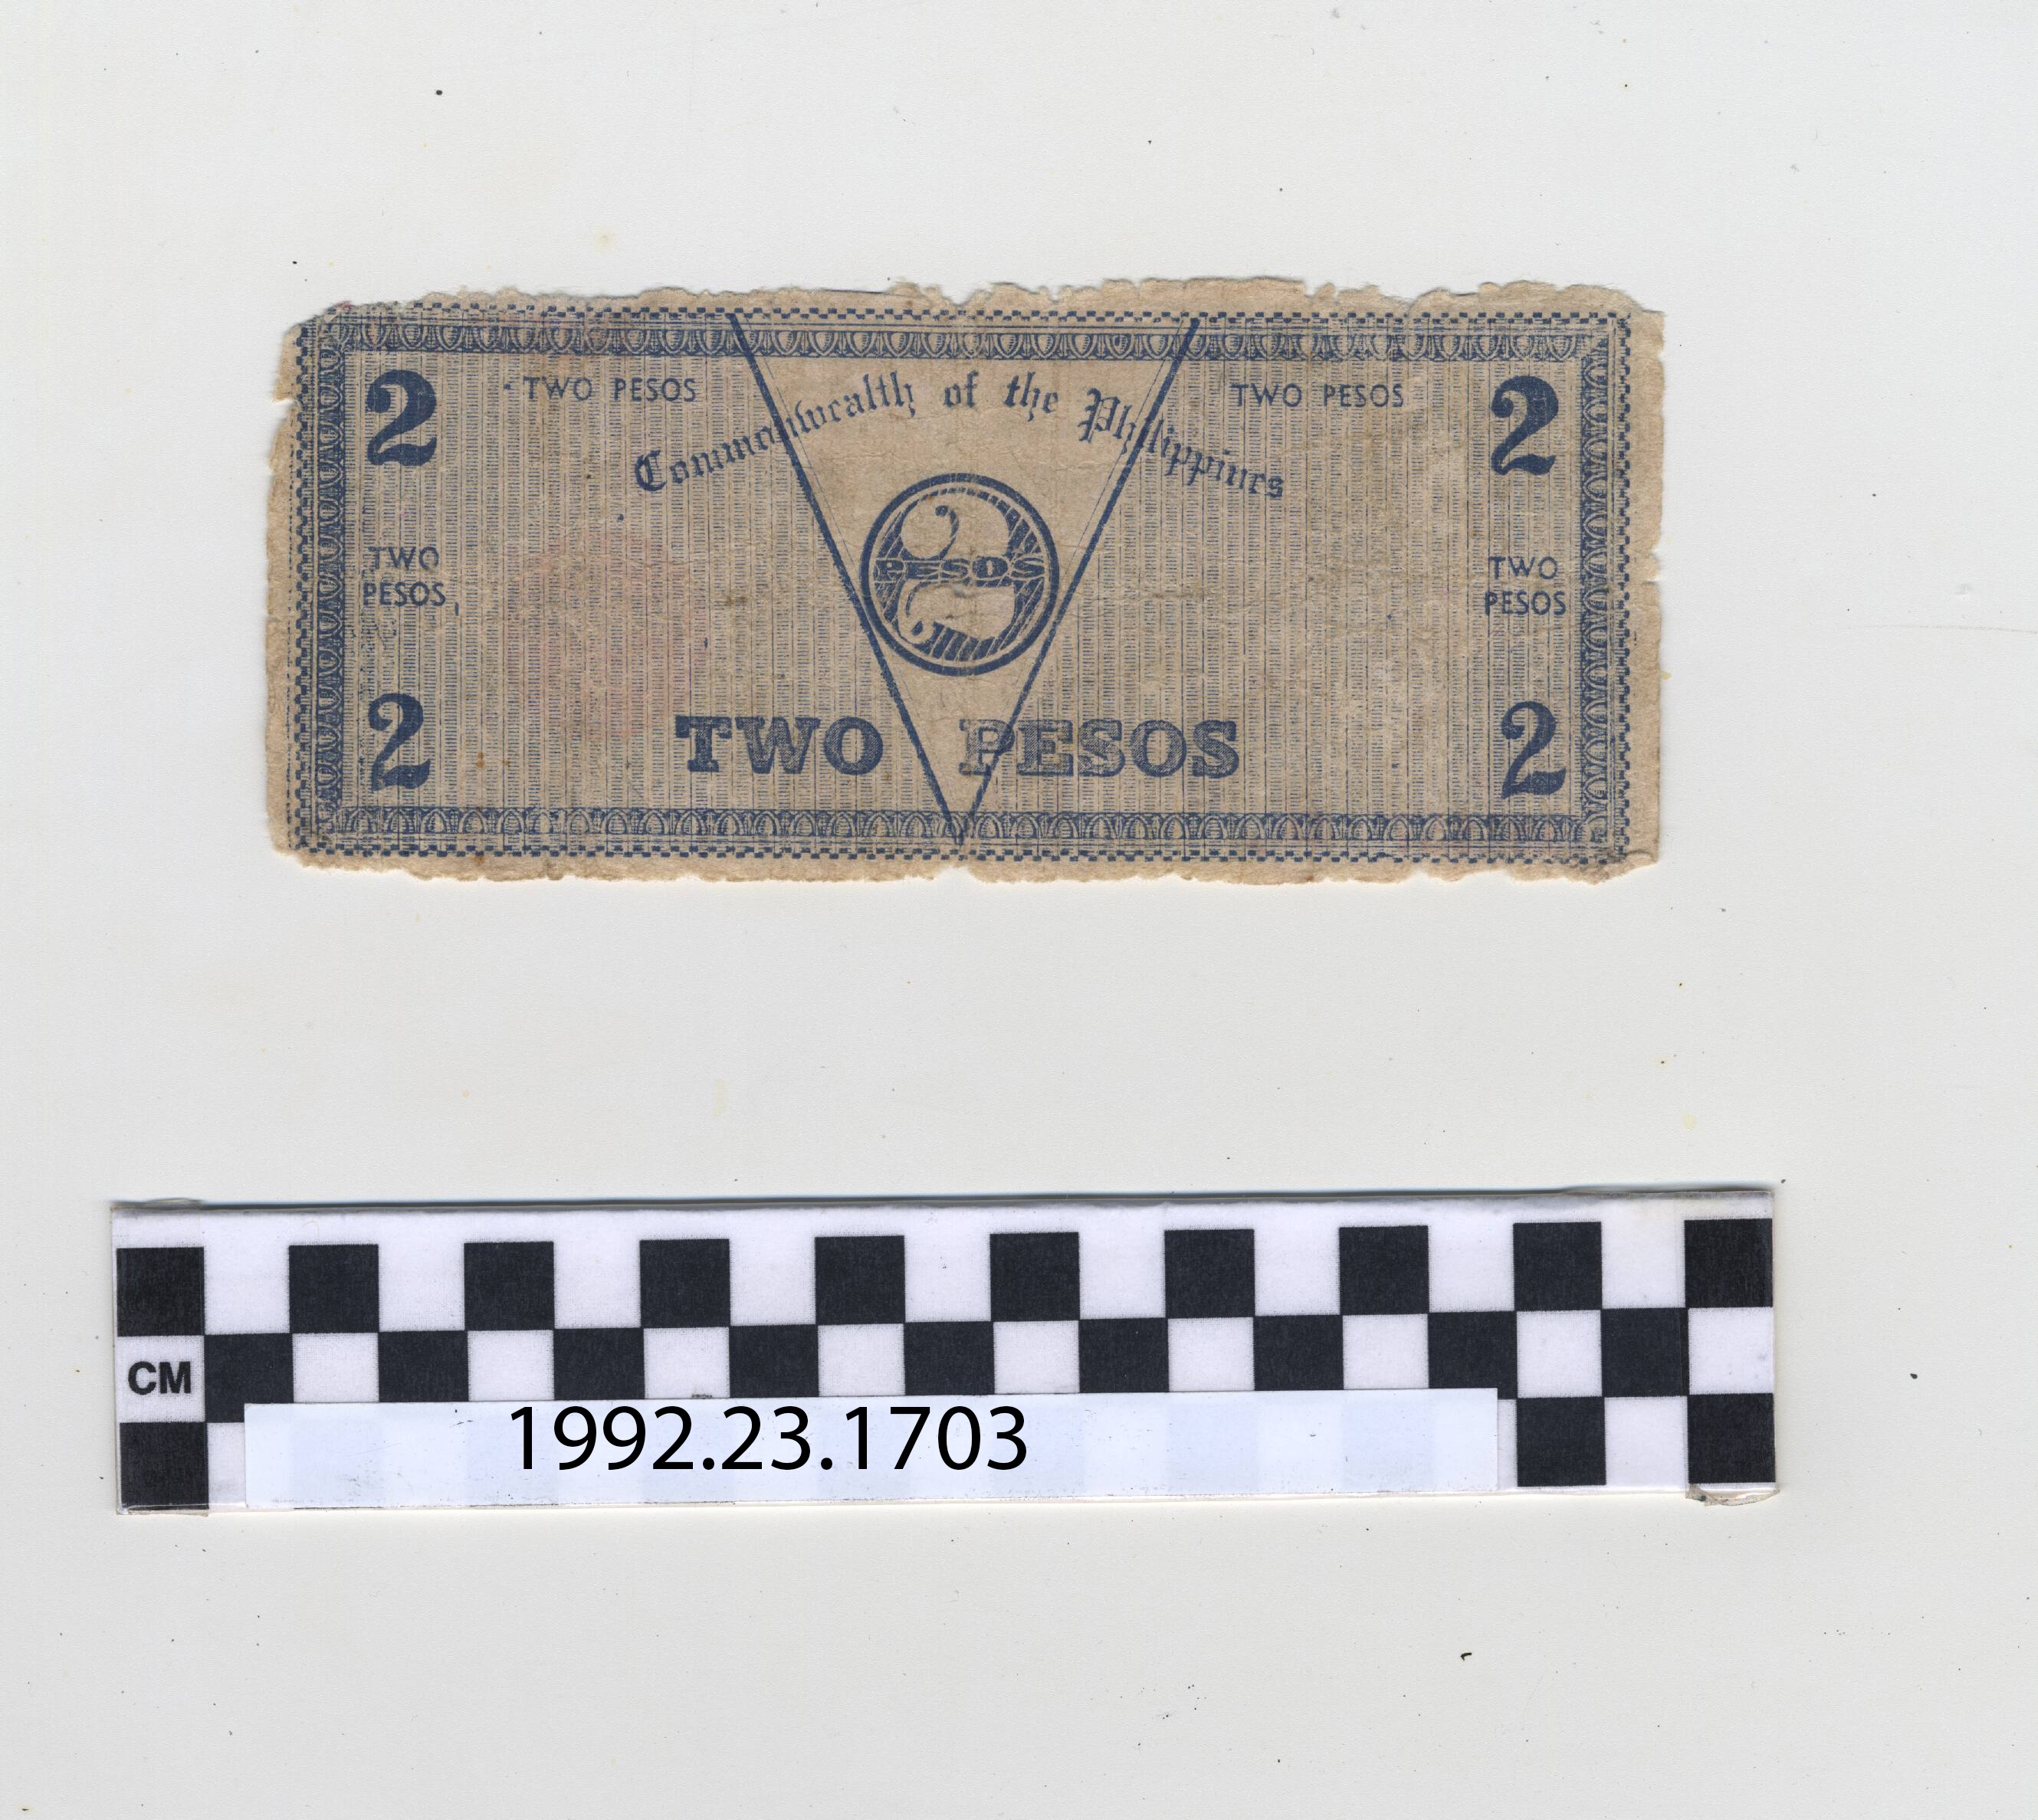 2 TWO PESOS TWO PESOS 2
Commonwealth of the Philippines
TWO PESOS
2 PESOS
TWO PESOS
2 TWO PESOS 2
CM
1992.23.1703